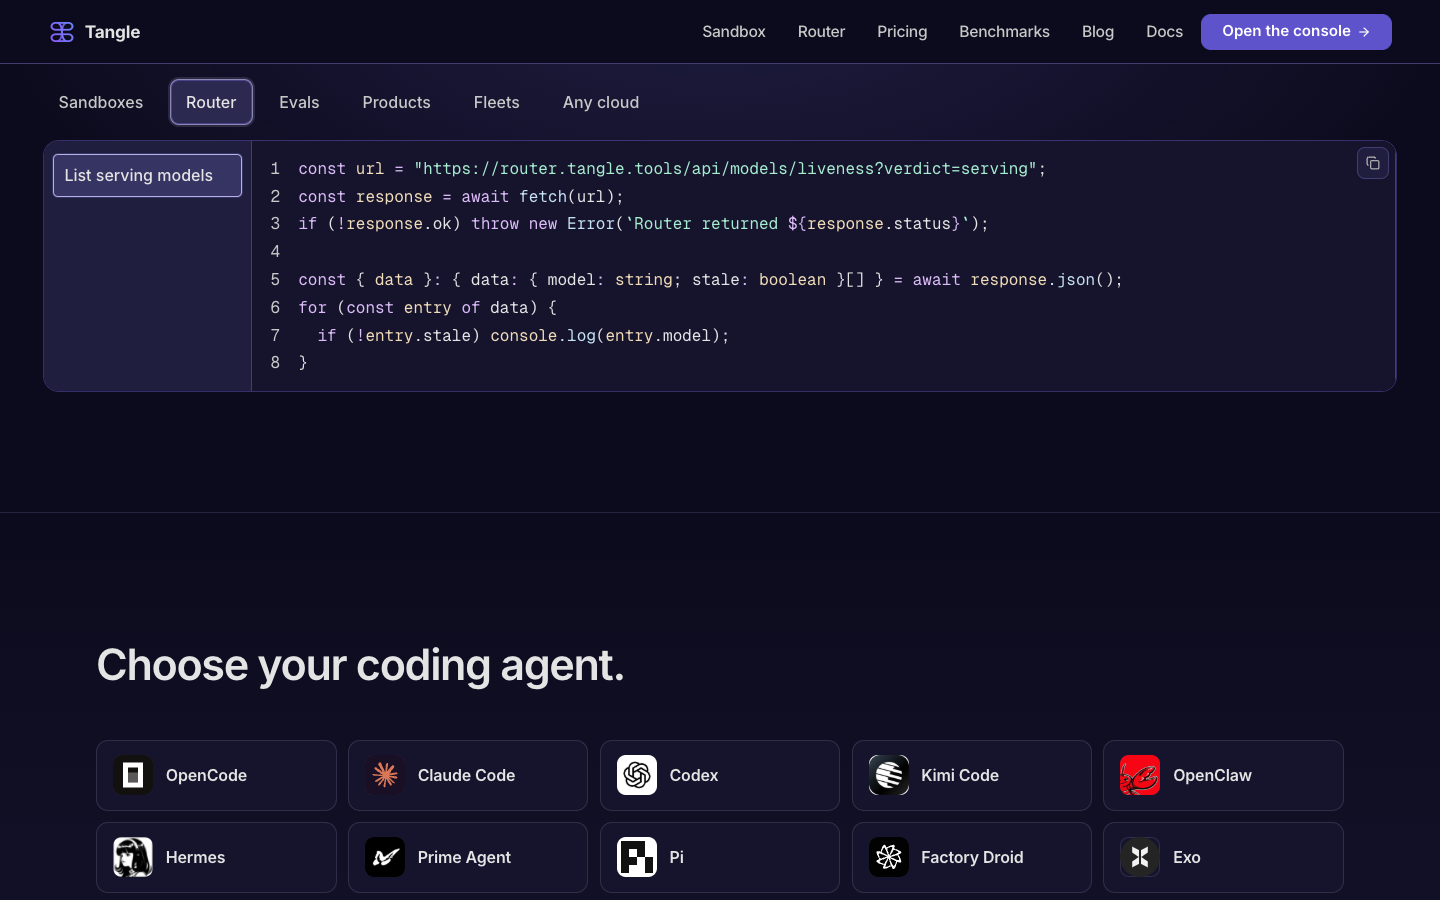 Tangle
Sandbox Router Pricing Benchmarks Blog Docs Open the console →
Sandboxes Router Evals Products Fleets Any cloud
List serving models
1 const url = "https://router.tangle.tools/api/models/liveness?verdict=serving";
2 const response = await fetch(url);
3 if (!response.ok) throw new Error(`Router returned ${response.status}`);
4
5 const { data }: { data: { model: string; stale: boolean }[] } = await response.json();
6 for (const entry of data) {
7   if (!entry.stale) console.log(entry.model);
8 }
Choose your coding agent.
OpenCode Claude Code Codex Kimi Code OpenClaw
Hermes Prime Agent Pi Factory Droid Exo